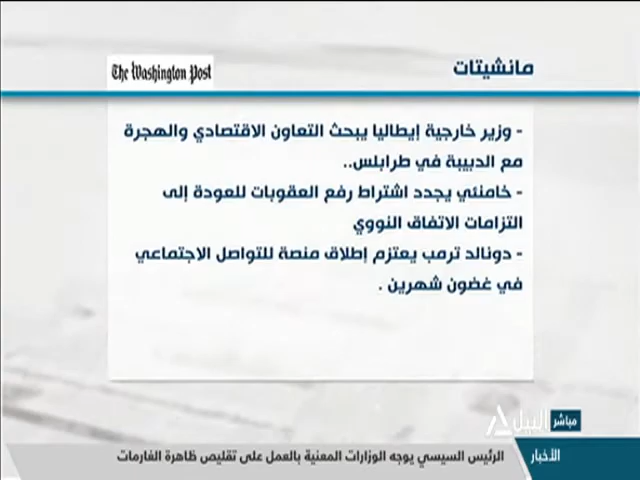 مانشيتات
The Washington Post
- وزير خارجية إيطاليا يبحث التعاون الاقتصادي والهجرة
مع الدبيبة في طرابلس..
- خامنئي يجدد اشتراط رفع العقوبات للعودة إلى
التزامات الاتفاق النووي
- دونالد ترمب يعتزم إطلاق منصة للتواصل الاجتماعي
في غضون شهرين .
مباشر
النيل
الأخبار
الرئيس السيسي يوجه الوزارات المعنية بالعمل على تقليص ظاهرة الغارمات